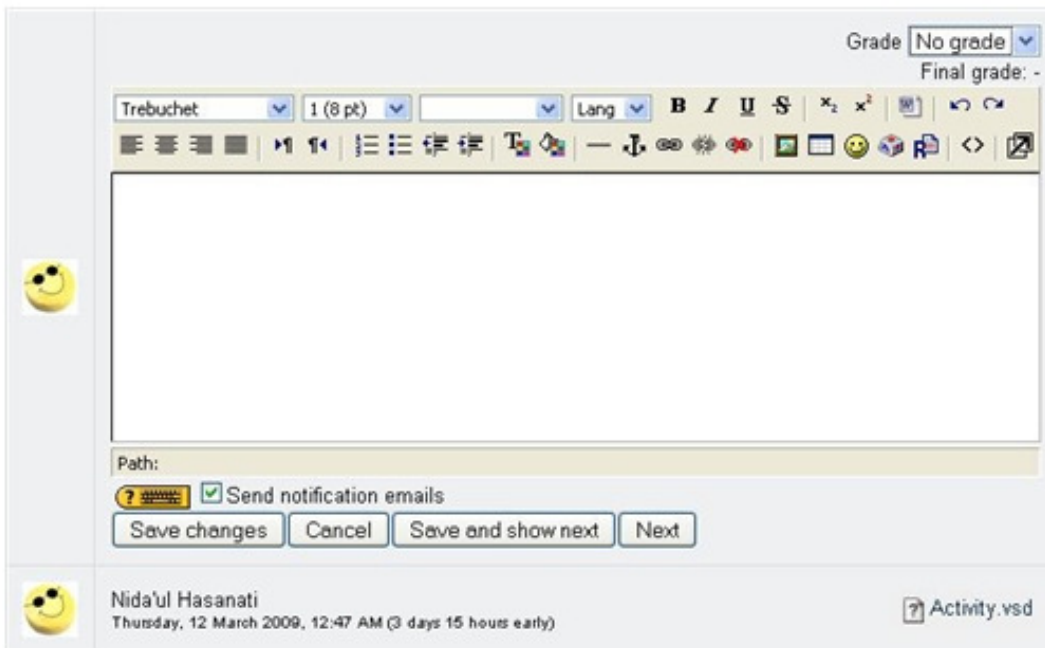 Grade No grade
Final grade: -
Trebuchet 1 (8 pt) Lang B I U S x₂ x²
Path:
? Send notification emails
Save changes Cancel Save and show next Next
Nida'ul Hasanati Activity.vsd
Thursday, 12 March 2009, 12:47 AM (3 days 15 hours early)